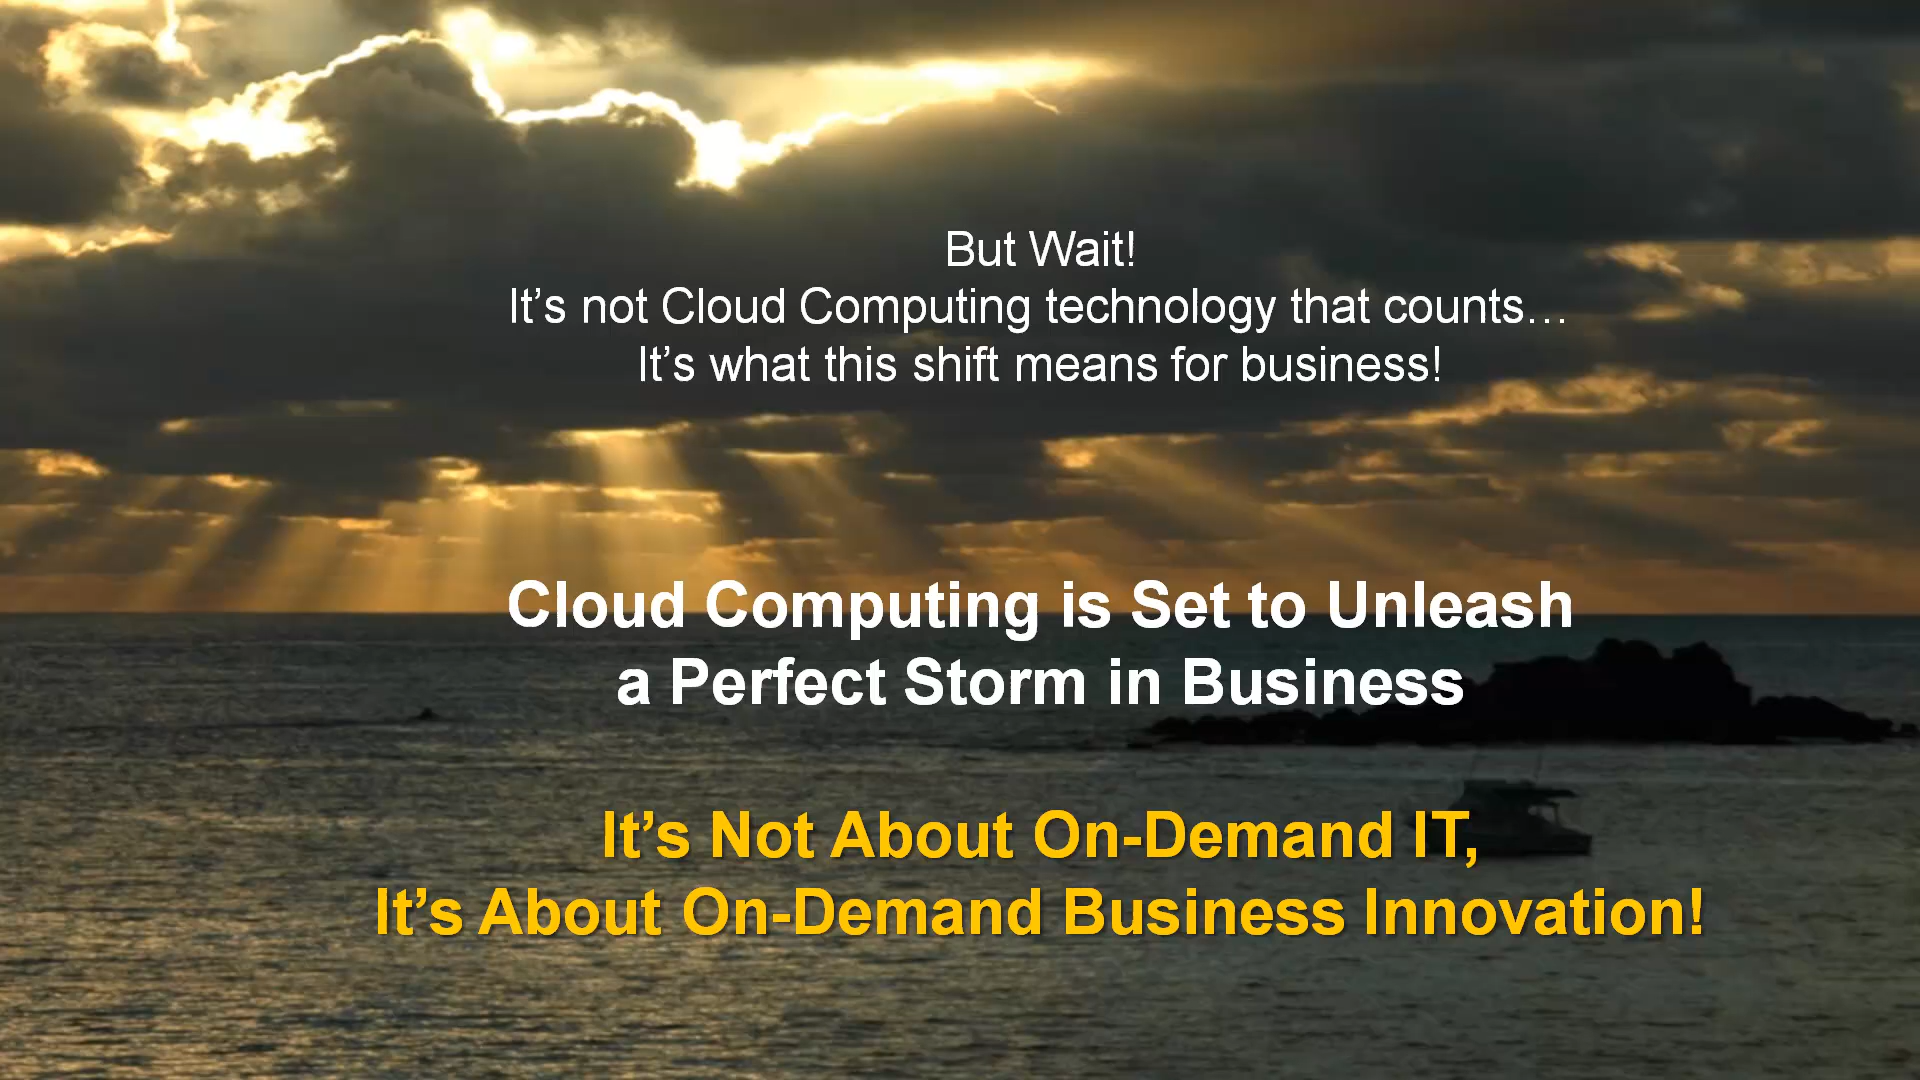 But Wait!
It’s not Cloud Computing technology that counts…
It’s what this shift means for business!
Cloud Computing is Set to Unleash
a Perfect Storm in Business
It’s Not About On-Demand IT,
It’s About On-Demand Business Innovation!